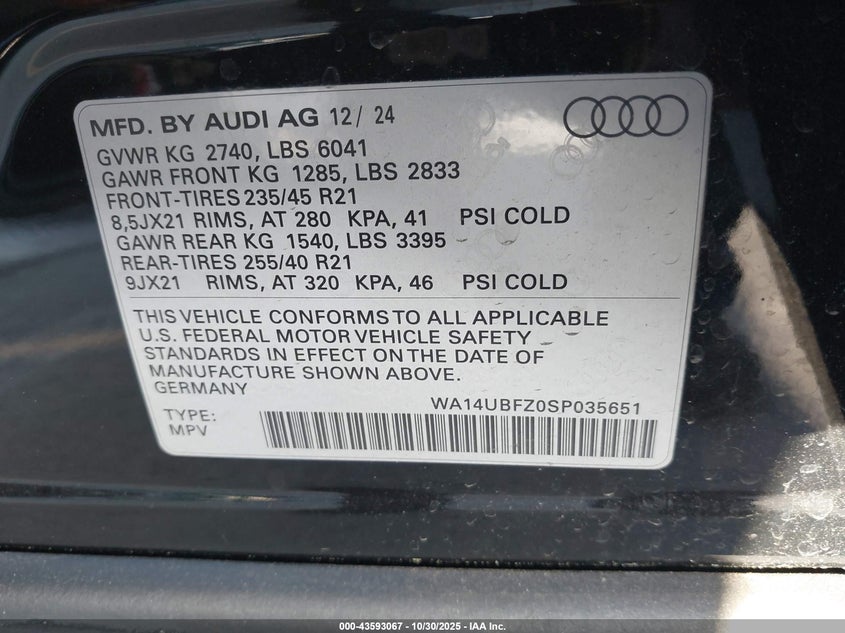 MFD. BY AUDI AG 12/ 24
GVWR KG 2740, LBS 6041
GAWR FRONT KG 1285, LBS 2833
FRONT-TIRES 235/45 R21
8,5JX21 RIMS, AT 280 KPA, 41 PSI COLD
GAWR REAR KG 1540, LBS 3395
REAR-TIRES 255/40 R21
9JX21 RIMS, AT 320 KPA, 46 PSI COLD
THIS VEHICLE CONFORMS TO ALL APPLICABLE
U.S. FEDERAL MOTOR VEHICLE SAFETY
STANDARDS IN EFFECT ON THE DATE OF
MANUFACTURE SHOWN ABOVE.
GERMANY
WA14UBFZ0SP035651
TYPE:
MPV
000-43593067 - 10/30/2025 - IAA Inc.